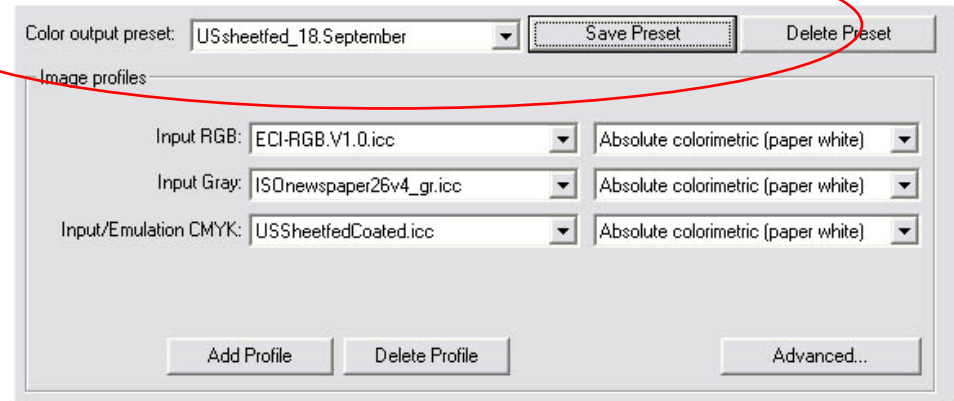 Color output preset: USsheetfed_18.September Save Preset Delete Preset
Image profiles
Input RGB: ECI-RGB.V1.0.icc Absolute colorimetric (paper white)
Input Gray: ISOnewspaper26v4_gr.icc Absolute colorimetric (paper white)
Input/Emulation CMYK: USSheetfedCoated.icc Absolute colorimetric (paper white)
Add Profile Delete Profile Advanced...